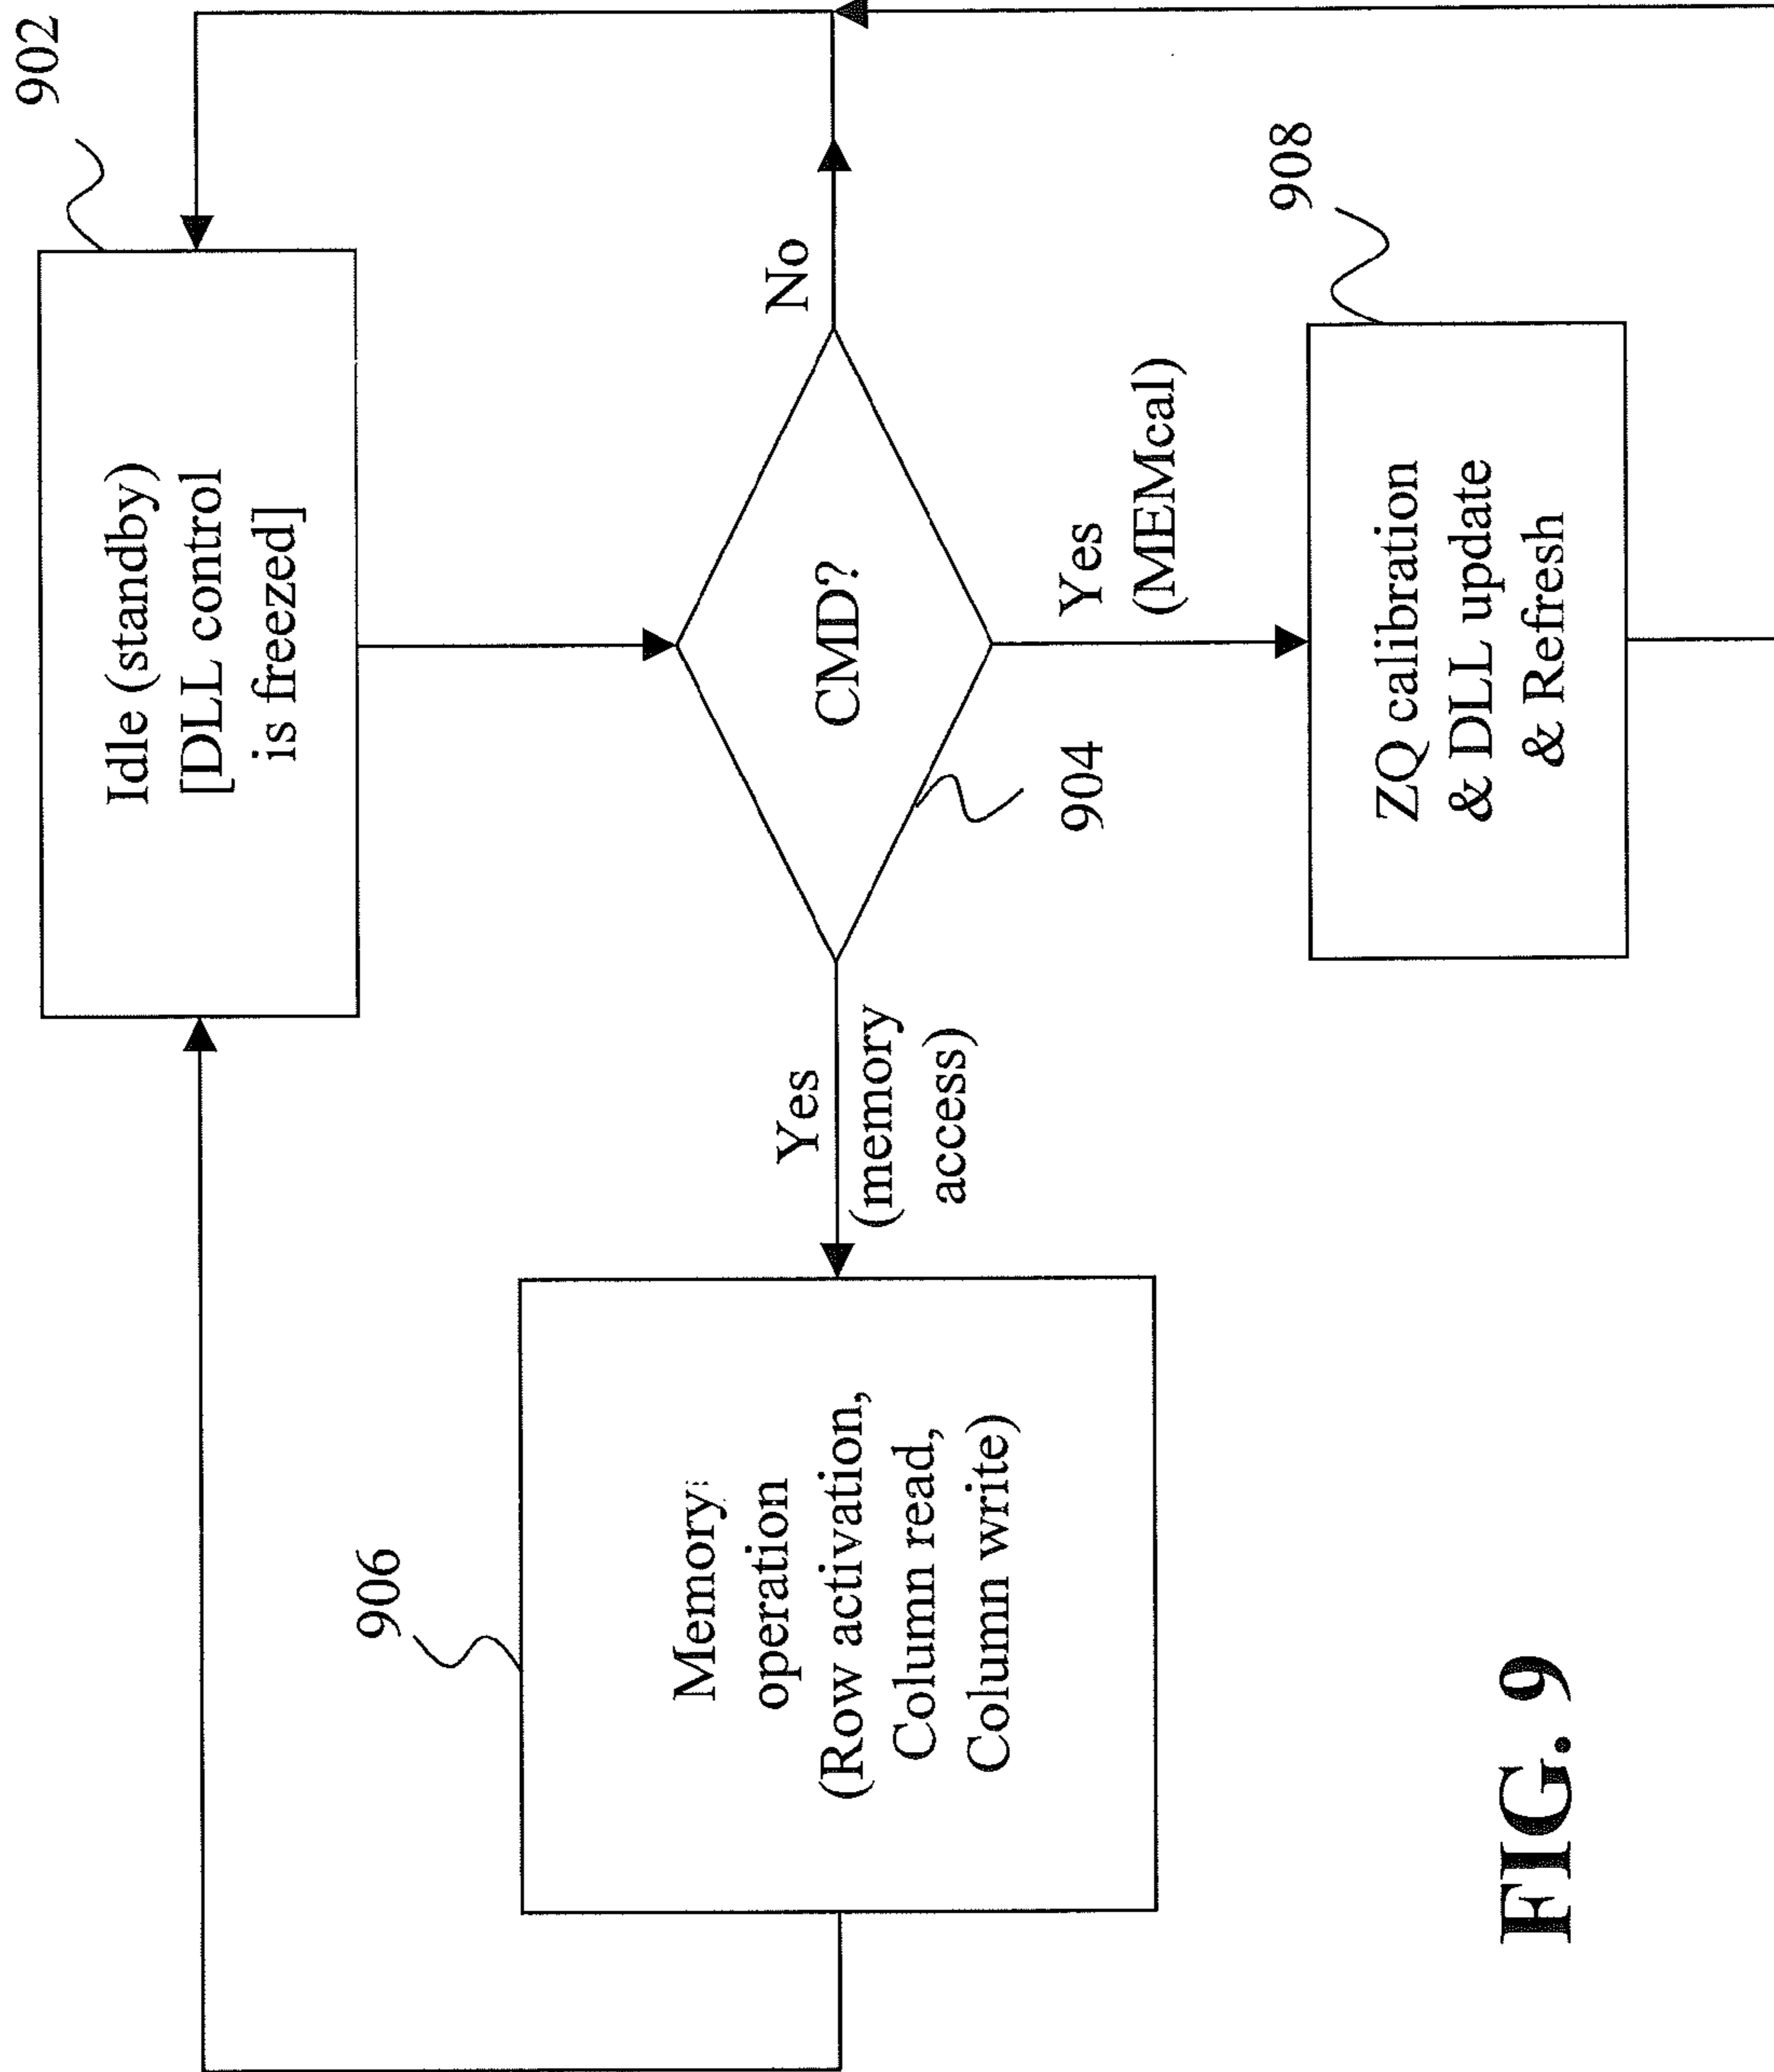 902
Idle (standby)
[DLL control
is freezed]
CMD?
904
No
Yes
(memory
access)
Yes
(MEMcal)
906
Memory
operation
(Row activation,
Column read,
Column write)
908
ZQ calibration
& DLL update
& Refresh
FIG. 9